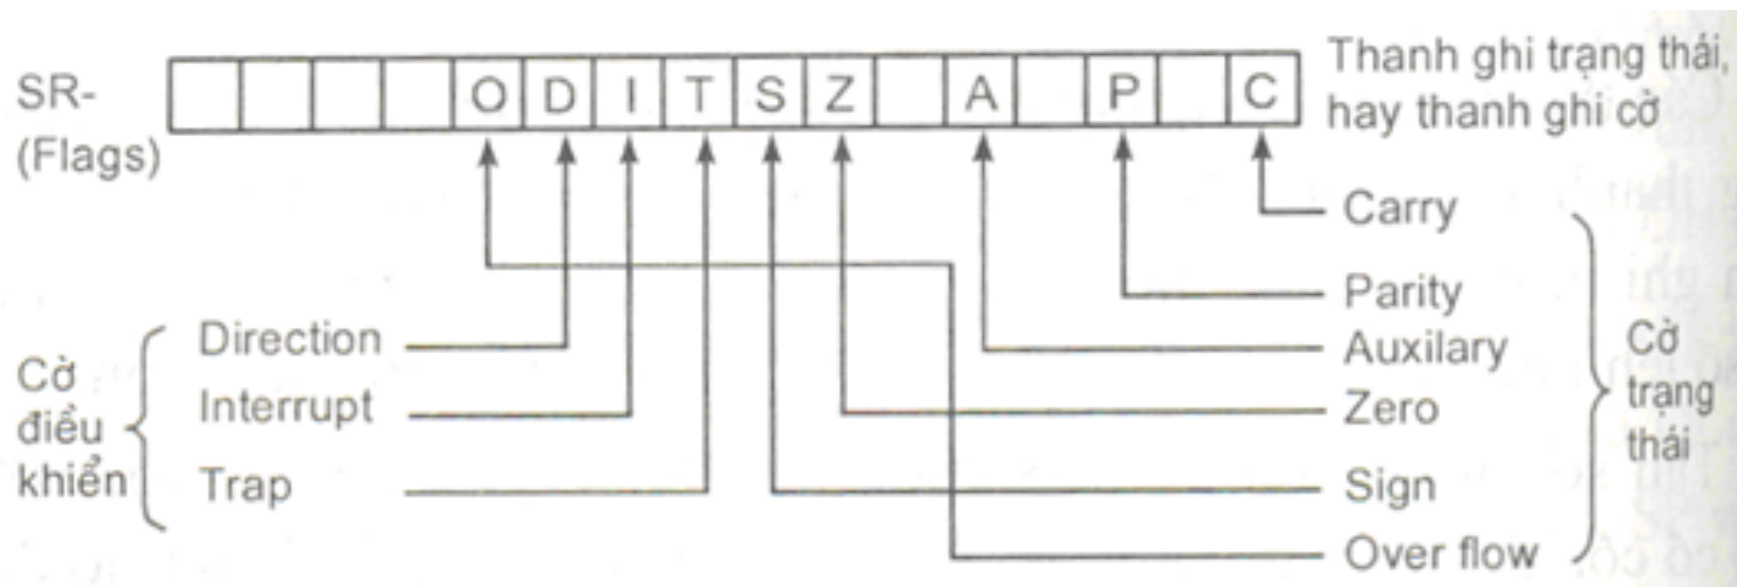 SR-
(Flags)
O D I T S Z A P C
Thanh ghi trạng thái,
hay thanh ghi cờ
Carry
Parity
Auxilary
Zero
Sign
Over flow
Cờ
trạng
thái
Direction
Interrupt
Trap
Cờ
điều
khiển